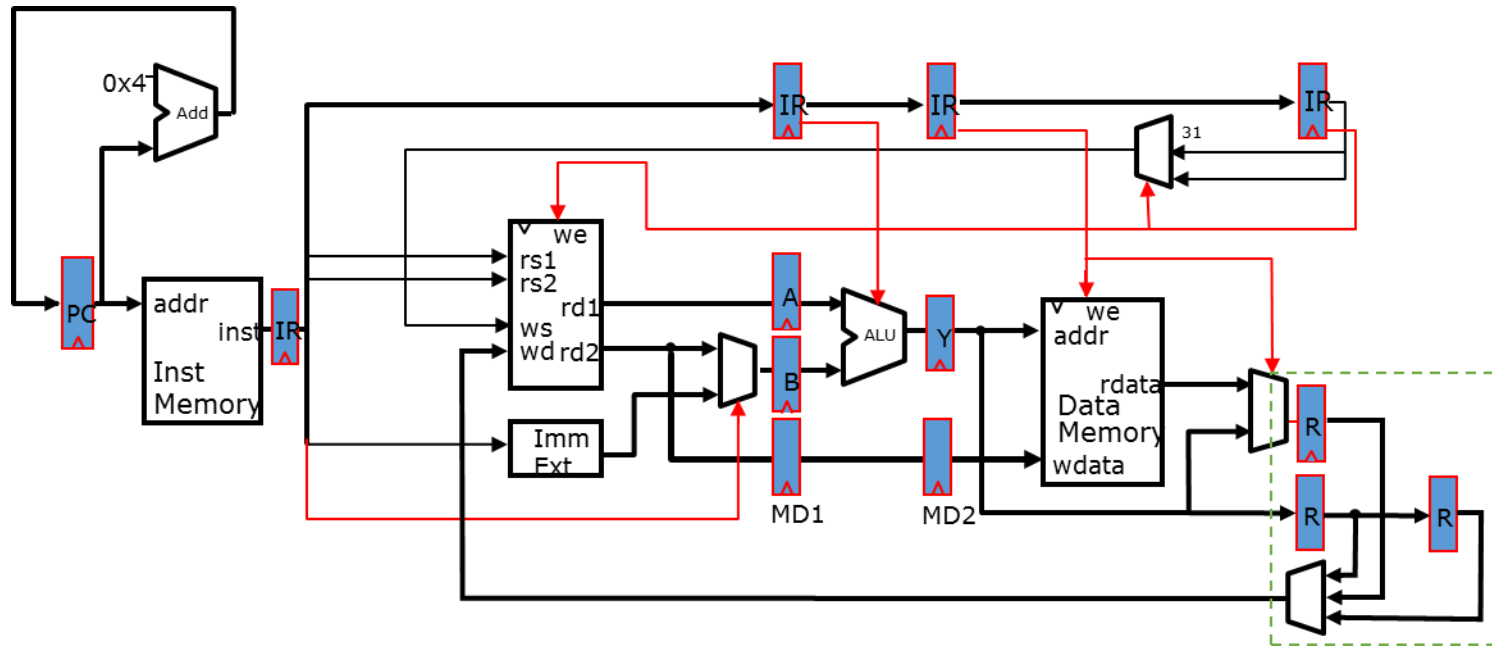 0x4
Add
PC
addr
inst
Inst
Memory
IR
IR
IR
IR
31
we
rs1
rs2
rd1
ws
wd
rd2
Imm
Ext
A
B
MD1
ALU
Y
MD2
we
addr
rdata
Data
Memory
wdata
R
R
R